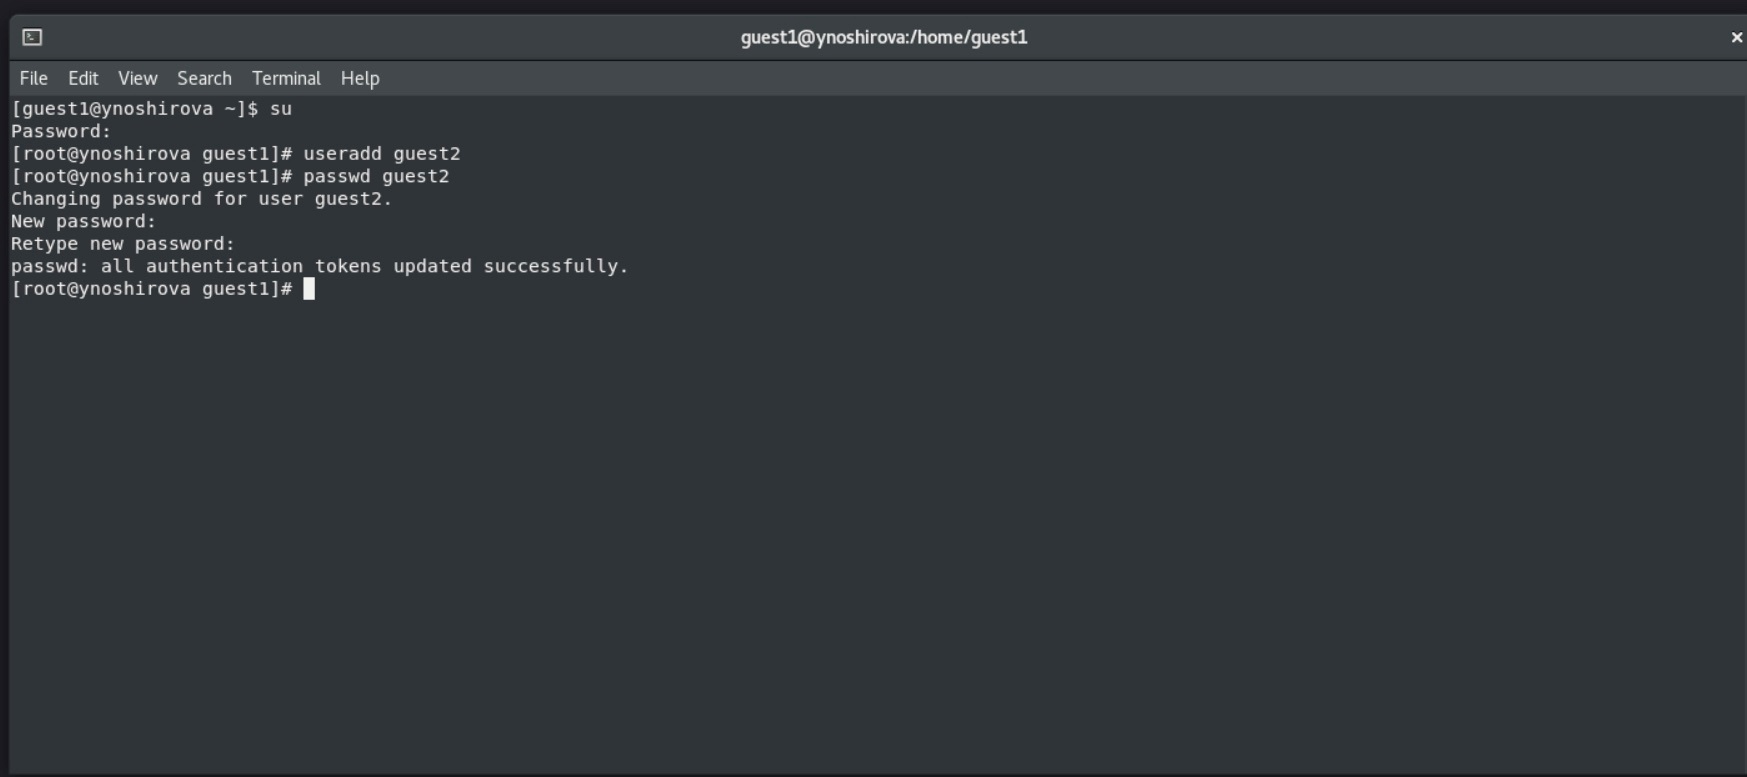 guest1@ynoshirova:/home/guest1 ×
File Edit View Search Terminal Help
[guest1@ynoshirova ~]$ su
Password:
[root@ynoshirova guest1]# useradd guest2
[root@ynoshirova guest1]# passwd guest2
Changing password for user guest2.
New password:
Retype new password:
passwd: all authentication tokens updated successfully.
[root@ynoshirova guest1]#